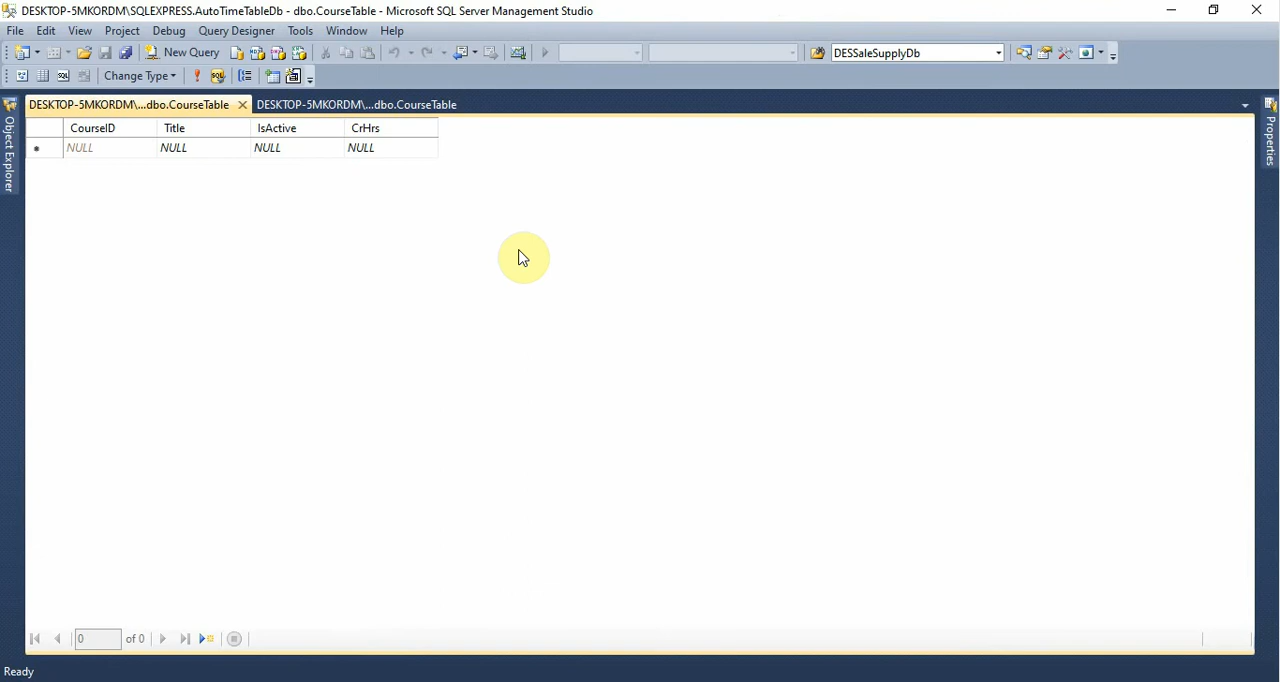 DESKTOP-5MKORDM\SQLEXPRESS.AutoTimeTableDb - dbo.CourseTable - Microsoft SQL Server Management Studio
File Edit View Project Debug Query Designer Tools Window Help
New Query DESSaleSupplyDb
Change Type
DESKTOP-5MKORDM\...dbo.CourseTable DESKTOP-5MKORDM\...dbo.CourseTable
Object Explorer
Properties
CourseID Title IsActive CrHrs
NULL NULL NULL NULL
0 of 0
Ready